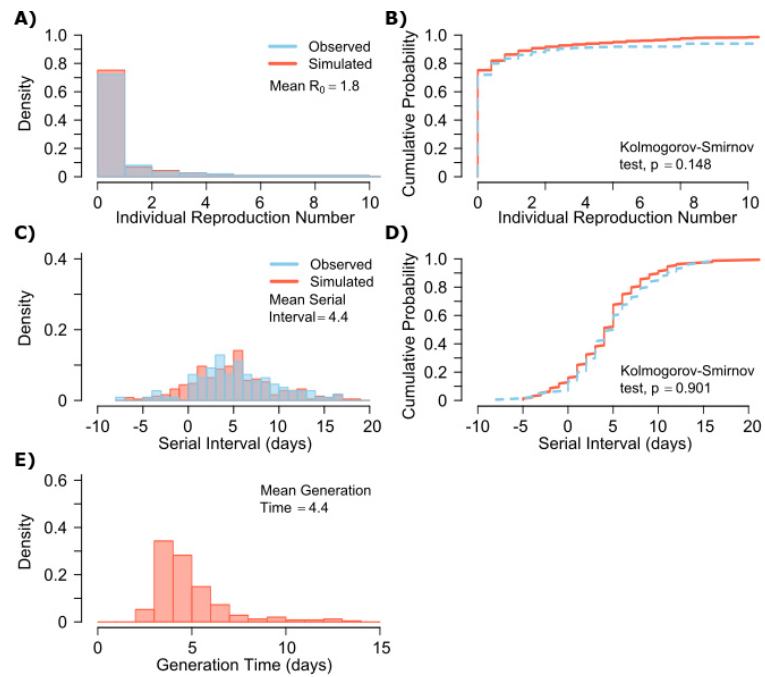 A)
1.0
0.8
0.6
0.4
0.2
0
Density
Observed
Simulated
Mean R0 = 1.8
0
2
4
6
8
10
Individual Reproduction Number
B)
1.0
0.8
0.6
0.4
0.2
0
Cumulative Probability
Kolmogorov-Smirnov
test, p = 0.148
0
2
4
6
8
10
Individual Reproduction Number
C)
0.4
0.2
0
Density
Observed
Simulated
Mean Serial
Interval = 4.4
-10
-5
0
5
10
15
20
Serial Interval (days)
D)
1.0
0.8
0.6
0.4
0.2
0
Cumulative Probability
Kolmogorov-Smirnov
test, p = 0.901
-10
-5
0
5
10
15
20
Serial Interval (days)
E)
0.6
0.4
0.2
0
Density
Mean Generation
Time = 4.4
0
5
10
15
Generation Time (days)